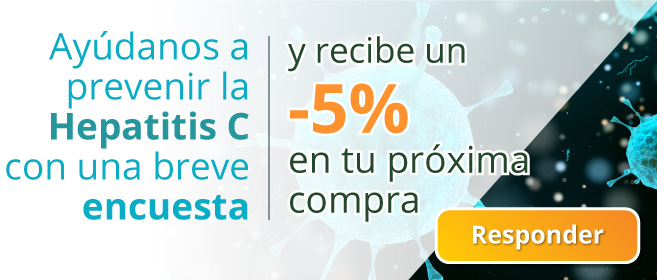 Ayúdanos a
prevenir la
Hepatitis C
con una breve
encuesta
y recibe un
-5%
en tu próxima
compra
Responder